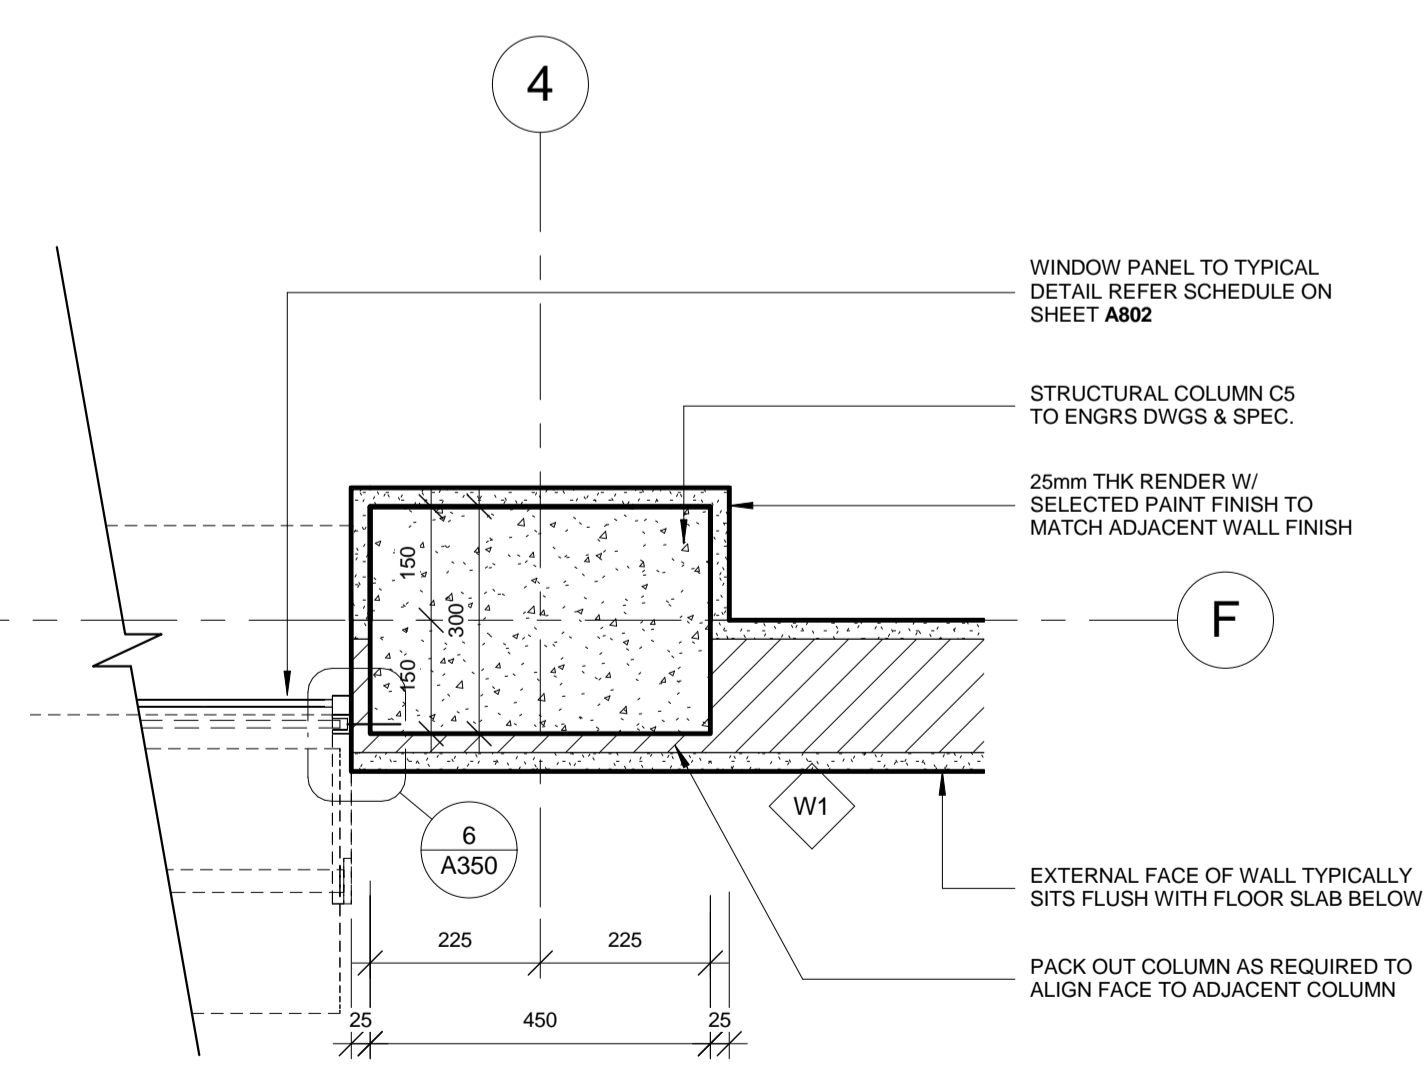 4
WINDOW PANEL TO TYPICAL
DETAIL REFER SCHEDULE ON
SHEET A802
STRUCTURAL COLUMN C5
TO ENGRS DWGS & SPEC.
25mm THK RENDER W/
SELECTED PAINT FINISH TO
MATCH ADJACENT WALL FINISH
150
300
150
F
W1
6
A350
EXTERNAL FACE OF WALL TYPICALLY
SITS FLUSH WITH FLOOR SLAB BELOW
225
225
PACK OUT COLUMN AS REQUIRED TO
ALIGN FACE TO ADJACENT COLUMN
25
450
25